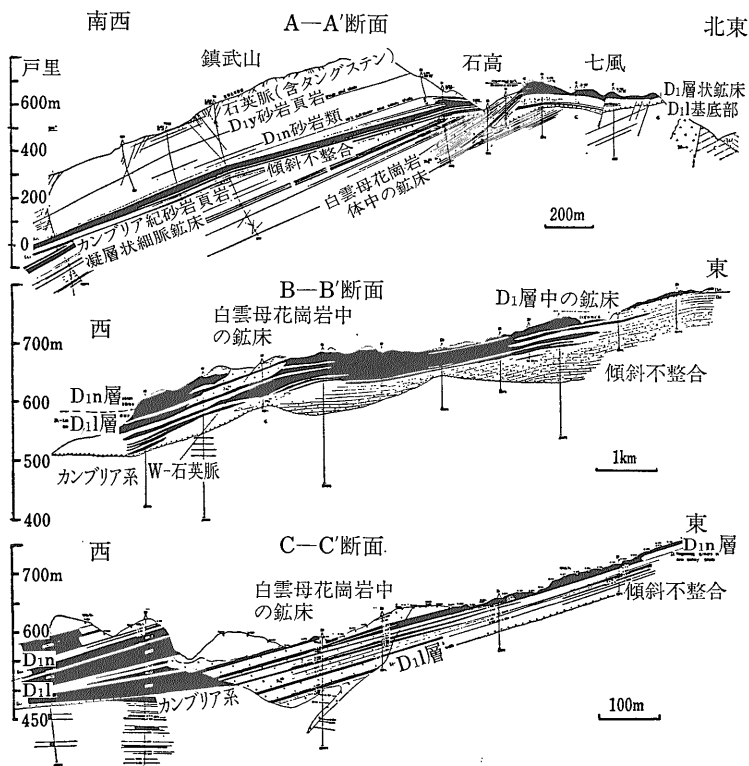 南西
A—A′断面
北東
戸里
鎮武山
石高
七風
石英脈(含タングステン)
D₁y砂岩頁岩
D₁n砂岩類
傾斜不整合
カンブリア紀砂岩頁岩
凝層状細脈鉱床
白雲母花崗岩
体中の鉱床
D₁層状鉱床
D₁l基底部
600m
400
200
0
200m
B—B′断面
西
東
白雲母花崗岩中
の鉱床
D₁層中の鉱床
700m
600
500
400
D₁n層
D₁l層
カンブリア系
W-石英脈
傾斜不整合
1km
C—C′断面
西
東
白雲母花崗岩中
の鉱床
D₁n層
傾斜不整合
700m
600
450
D₁n
D₁l
カンブリア系
D₁l層
100m